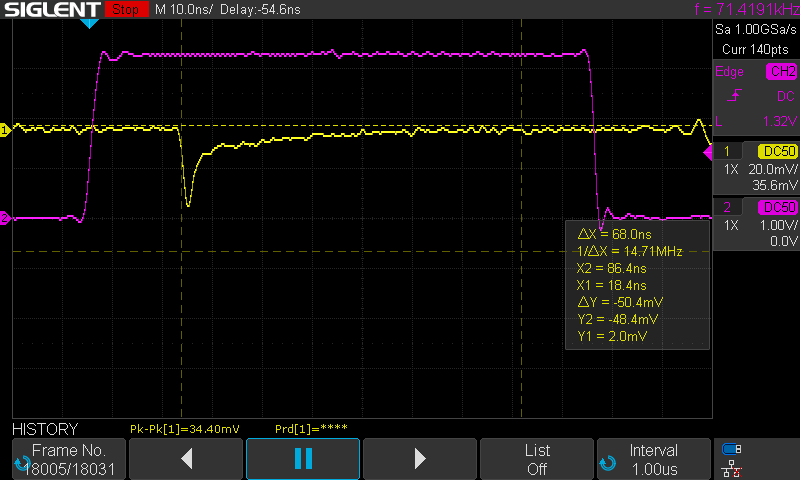 SIGLENT Stop M 10.0ns/ Delay:-54.6ns f = 71.4191kHz
Sa 1.00GSa/s
Curr 140pts
Edge CH2
DC
L 1.32V
1 DC50
1X 20.0mV/
35.6mV
2 DC50
1X 1.00V/
0.0V
1
2
ΔX = 68.0ns
1/ΔX = 14.71MHz
X2 = 86.4ns
X1 = 18.4ns
ΔY = -50.4mV
Y2 = -48.4mV
Y1 = 2.0mV
HISTORY Pk-Pk[1]=34.40mV Prd[1]=****
Frame No.
18005/18031
List
Off
Interval
1.00us